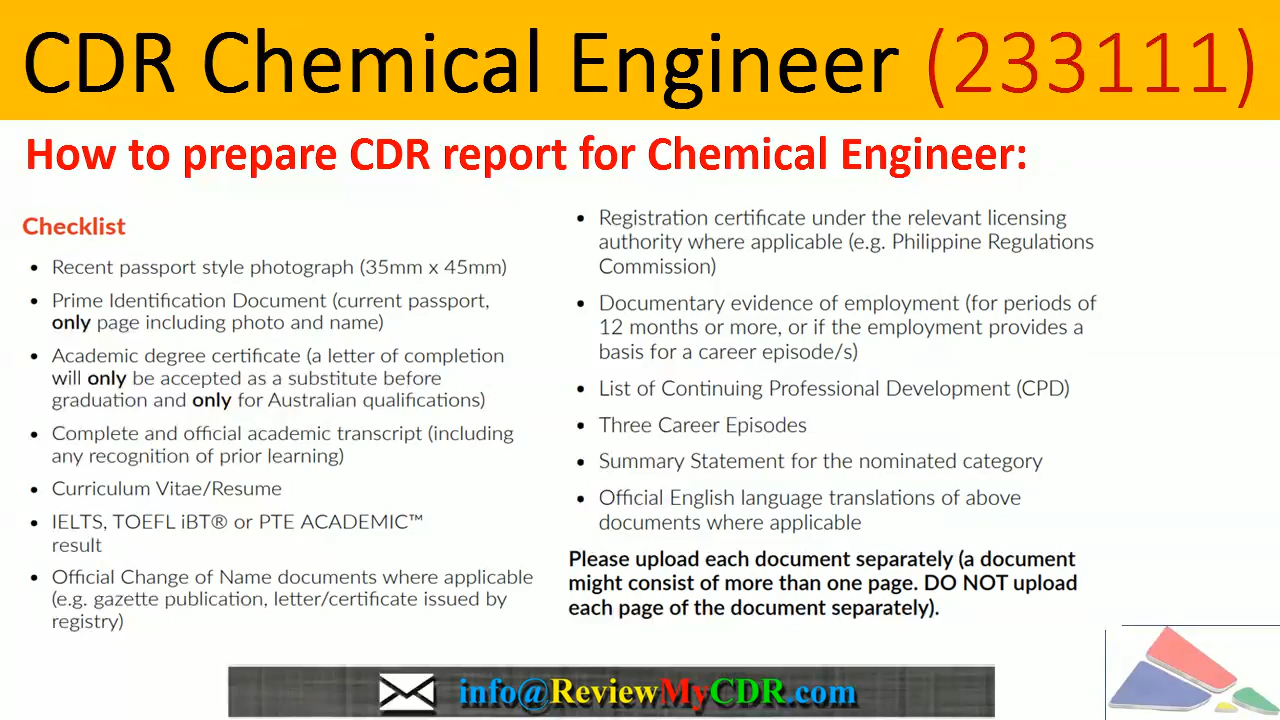 CDR Chemical Engineer (233111)
How to prepare CDR report for Chemical Engineer:
Checklist
• Recent passport style photograph (35mm x 45mm)
• Prime Identification Document (current passport,
only page including photo and name)
• Academic degree certificate (a letter of completion
will only be accepted as a substitute before
graduation and only for Australian qualifications)
• Complete and official academic transcript (including
any recognition of prior learning)
• Curriculum Vitae/Resume
• IELTS, TOEFL iBT® or PTE ACADEMIC™
result
• Official Change of Name documents where applicable
(e.g. gazette publication, letter/certificate issued by
registry)
• Registration certificate under the relevant licensing
authority where applicable (e.g. Philippine Regulations
Commission)
• Documentary evidence of employment (for periods of
12 months or more, or if the employment provides a
basis for a career episode/s)
• List of Continuing Professional Development (CPD)
• Three Career Episodes
• Summary Statement for the nominated category
• Official English language translations of above
documents where applicable
Please upload each document separately (a document
might consist of more than one page. DO NOT upload
each page of the document separately).
info@ReviewMyCDR.com